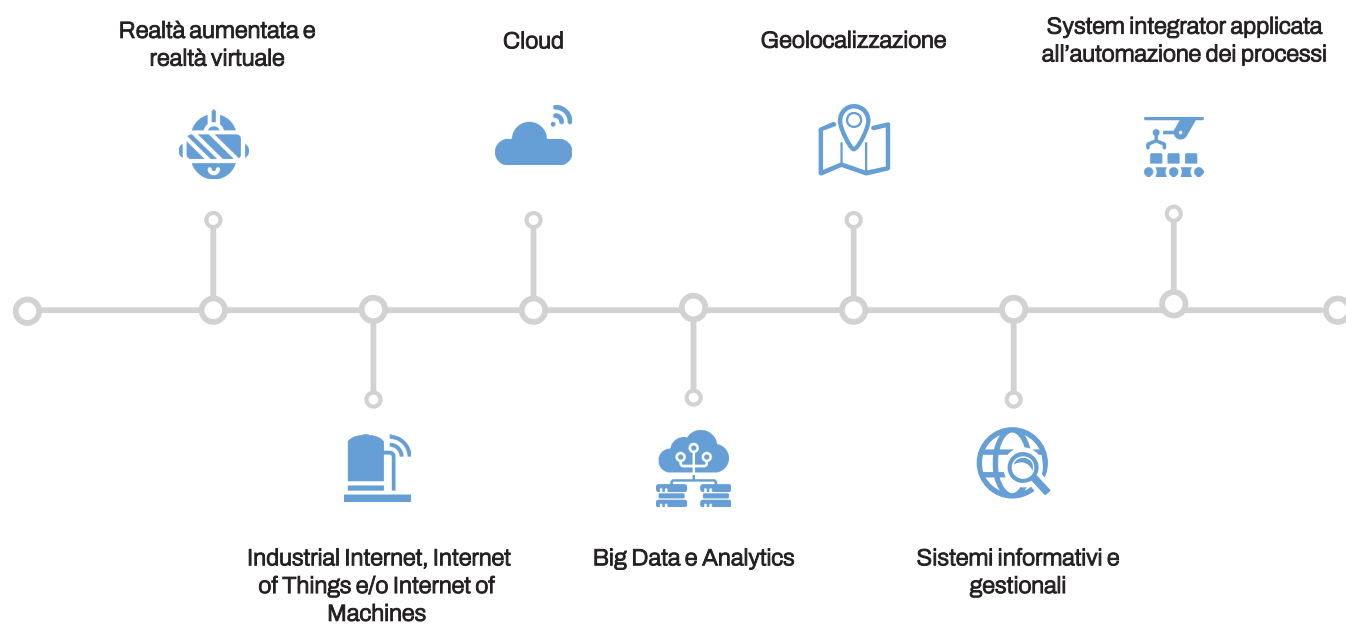 Realtà aumentata e
realtà virtuale
Cloud
Geolocalizzazione
System integrator applicata
all'automazione dei processi
Industrial Internet, Internet
of Things e/o Internet of
Machines
Big Data e Analytics
Sistemi informativi e
gestionali